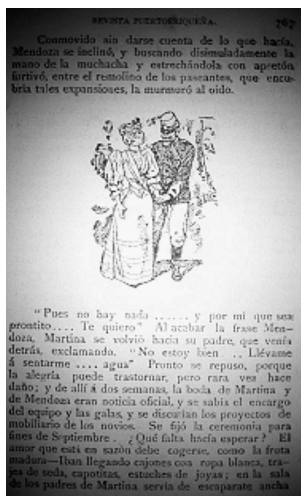 REVISTA PUERTORRIQUEÑA. 767
Conmovido sin darse cuenta de lo que hacía,
Mendoza se inclinó, y buscando disimuladamente la
mano de la muchacha y estrechándola con apretón
furtivo, entre el remolino de los paseantes, que encu-
bría tales expansiones, la murmuró al oído.
"Pues no hay nada ...... y por mi que sea
prontito.... Te quiero" Al acabar la frase Men-
doza, Martina se volvió hacia su padre, que venía
detrás, exclamando. "No estoy bien .. Llévame
á sentarme .... agua" Pronto se repuso, porque
la alegría puede trastornar, pero rara vez hace
daño; y de allí á dos semanas, la boda de Martina y
de Mendoza eran noticia oficial, y se sabía el encargo
del equipo y las galas, y se discutían los proyectos de
mobiliario de los novios. Se fijó la ceremonia para
fines de Septiembre. ¿Qué falta hacía esperar? El
amor que está en sazón debe cogerse, como la fruta
madura—Iban llegando cajones con ropa blanca, tra-
jes de seda, capotitas, estuches de joyas; en la sala
de los padres de Martina servía de escaparate ancha